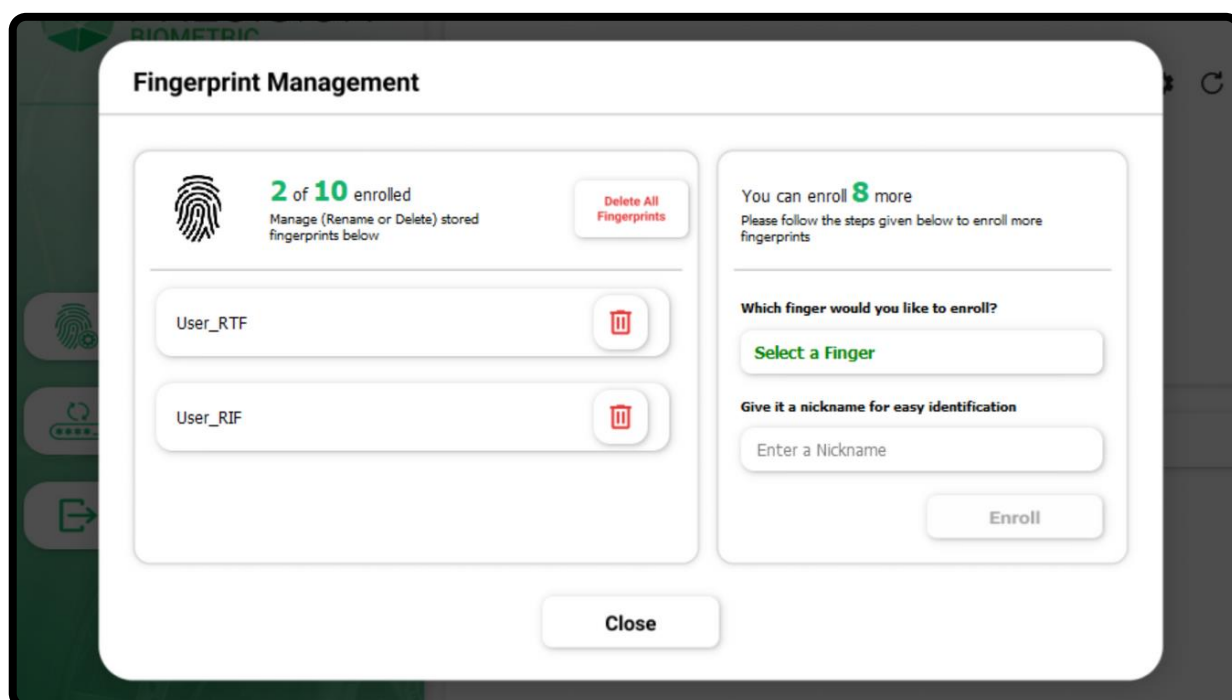 BIOMETRIC
Fingerprint Management
2 of 10 enrolled
Manage (Rename or Delete) stored
fingerprints below
Delete All
Fingerprints
User_RTF
User_RIF
You can enroll 8 more
Please follow the steps given below to enroll more
fingerprints
Which finger would you like to enroll?
Select a Finger
Give it a nickname for easy identification
Enter a Nickname
Enroll
Close